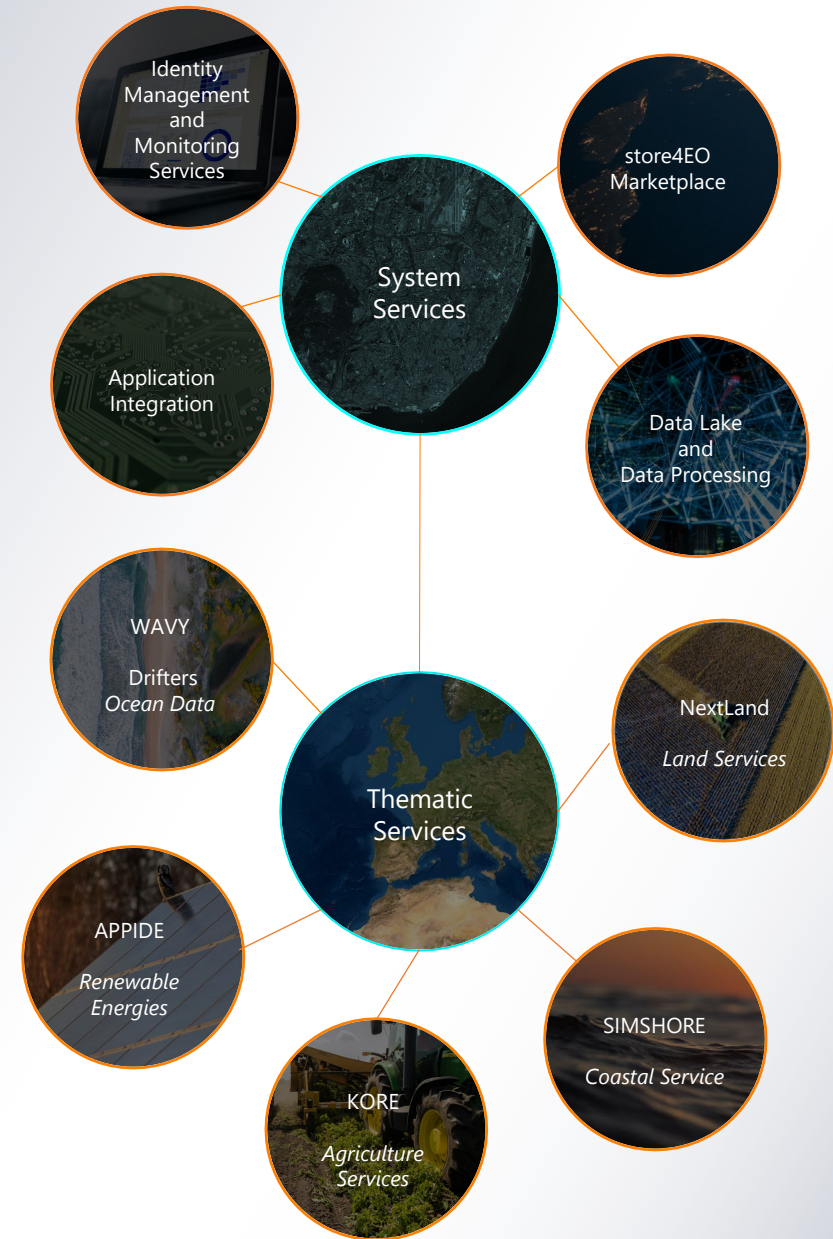 Identity
Management
and
Monitoring
Services
store4EO
Marketplace
System
Services
Application
Integration
Data Lake
and
Data Processing
WAVY
Drifters
Ocean Data
NextLand
Land Services
Thematic
Services
APPIDE
Renewable
Energies
SIMSHORE
Coastal Service
KORE
Agriculture
Services